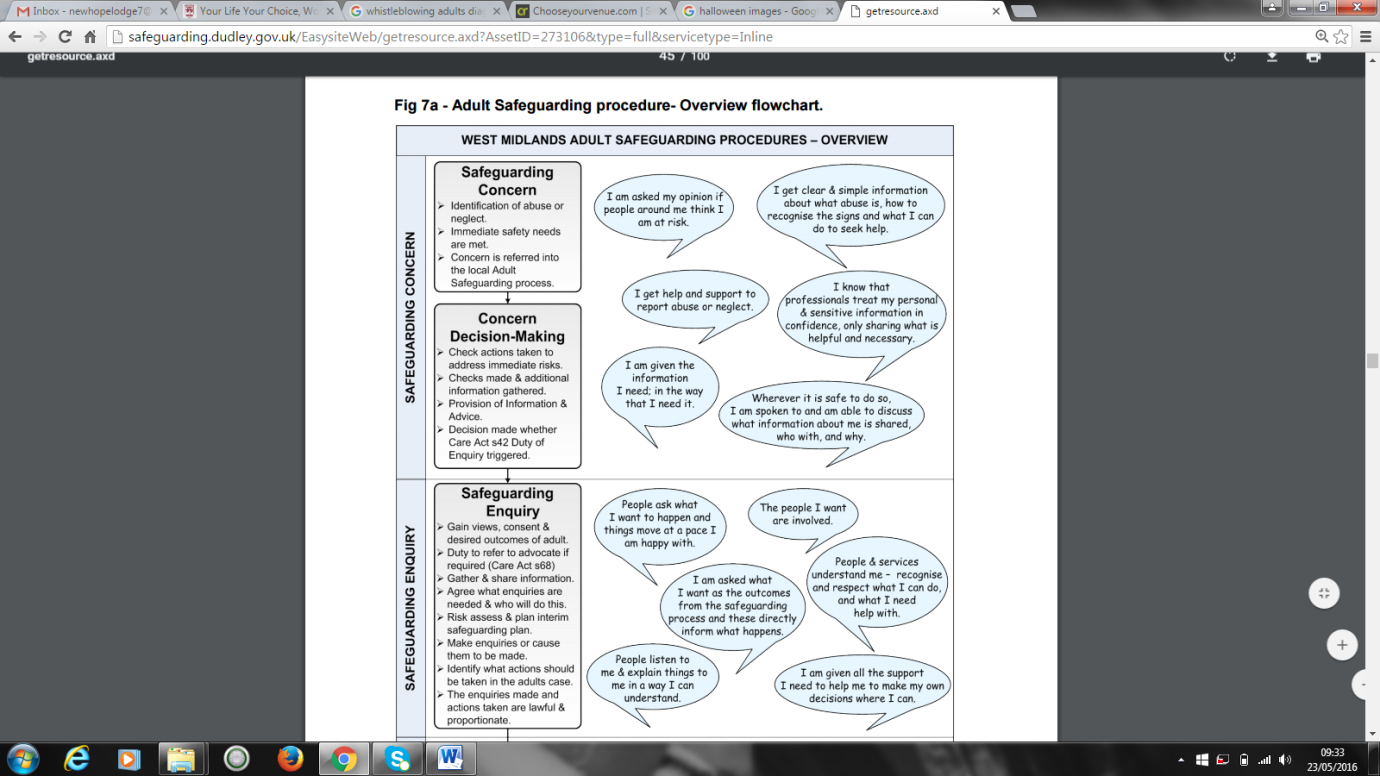 Inbox - newhopelodge7@
Your Life Your Choice, Wo
whistleblowing adults dia
Chooseyourvenue.com | S
halloween images - Goog
getresource.axd
safeguarding.dudley.gov.uk/EasysiteWeb/getresource.axd?AssetID=273106&type=full&servicetype=Inline
getresource.axd
45 / 100
Fig 7a - Adult Safeguarding procedure- Overview flowchart.
WEST MIDLANDS ADULT SAFEGUARDING PROCEDURES – OVERVIEW
SAFEGUARDING CONCERN
Safeguarding
Concern
➢ Identification of abuse or
neglect.
➢ Immediate safety needs
are met.
➢ Concern is referred into
the local Adult
Safeguarding process.
I am asked my opinion if
people around me think I
am at risk.
I get clear & simple information
about what abuse is, how to
recognise the signs and what I can
do to seek help.
I get help and support to
report abuse or neglect.
I know that
professionals treat my personal
& sensitive information in
confidence, only sharing what is
helpful and necessary.
Concern
Decision-Making
➢ Check actions taken to
address immediate risks.
➢ Checks made & additional
information gathered.
➢ Provision of Information &
Advice.
➢ Decision made whether
Care Act s42 Duty of
Enquiry triggered.
I am given the
information
I need; in the way
that I need it.
Wherever it is safe to do so,
I am spoken to and am able to discuss
what information about me is shared,
who with, and why.
SAFEGUARDING ENQUIRY
Safeguarding
Enquiry
➢ Gain views, consent &
desired outcomes of adult.
➢ Duty to refer to advocate if
required (Care Act s68)
➢ Gather & share information.
➢ Agree what enquiries are
needed & who will do this.
➢ Risk assess & plan interim
safeguarding plan.
➢ Make enquiries or cause
them to be made.
➢ Identify what actions should
be taken in the adults case.
➢ The enquiries made and
actions taken are lawful &
proportionate.
People ask what
I want to happen and
things move at a pace I
am happy with.
The people I want
are involved.
I am asked what
I want as the outcomes
from the safeguarding
process and these directly
inform what happens.
People & services
understand me - recognise
and respect what I can do,
and what I need
help with.
People listen to
me & explain things to
me in a way I can
understand.
I am given all the support
I need to help me to make my own
decisions where I can.
09:33
23/05/2016